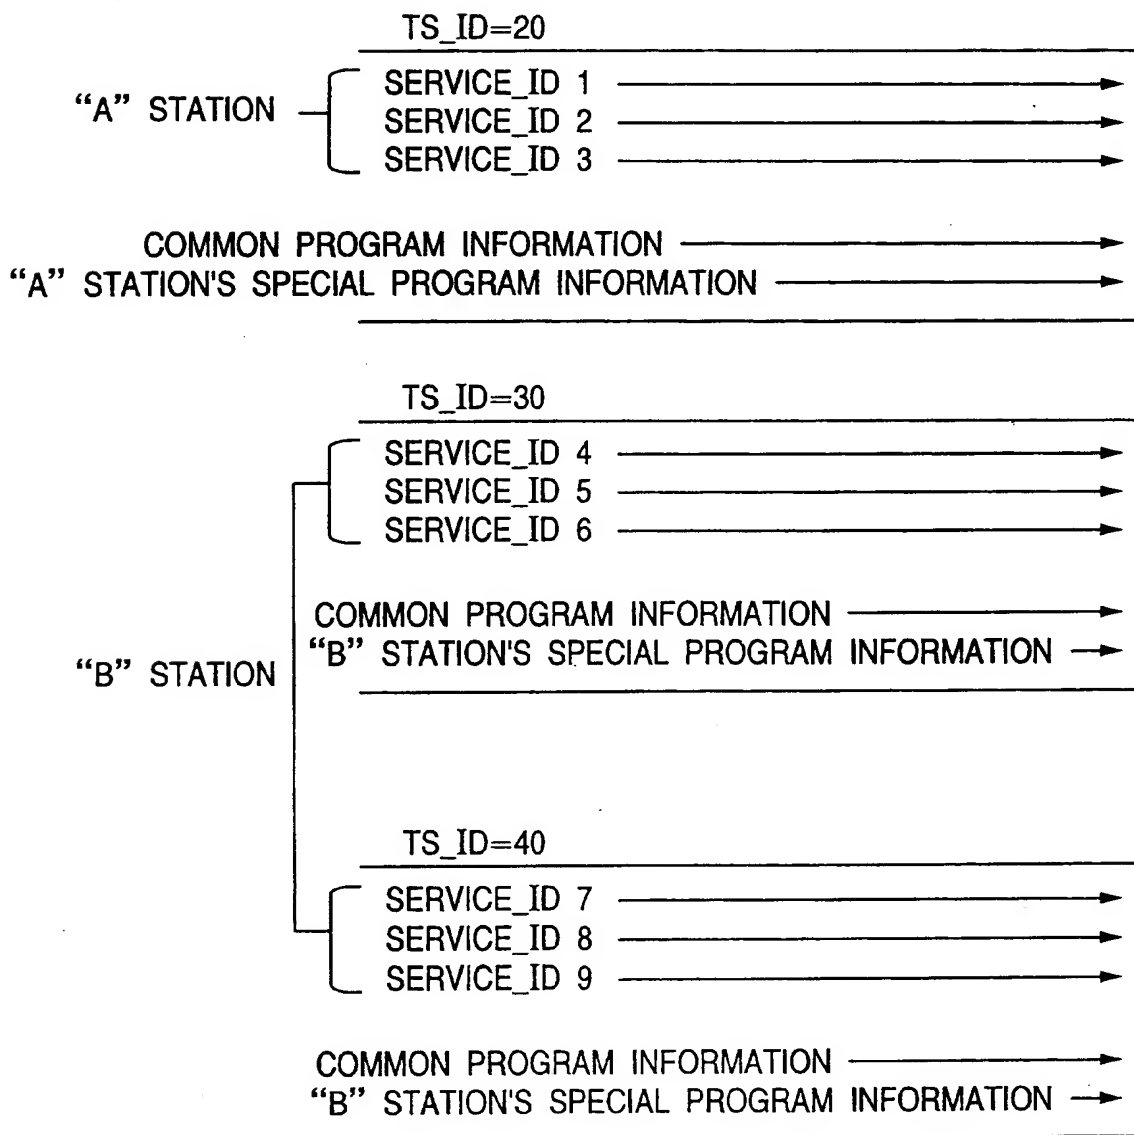 TS_ID=20
SERVICE_ID 1
“A” STATION
SERVICE_ID 2
SERVICE_ID 3
COMMON PROGRAM INFORMATION
“A” STATION'S SPECIAL PROGRAM INFORMATION
TS_ID=30
SERVICE_ID 4
SERVICE_ID 5
SERVICE_ID 6
COMMON PROGRAM INFORMATION
“B” STATION'S SPECIAL PROGRAM INFORMATION
“B” STATION
TS_ID=40
SERVICE_ID 7
SERVICE_ID 8
SERVICE_ID 9
COMMON PROGRAM INFORMATION
“B” STATION'S SPECIAL PROGRAM INFORMATION